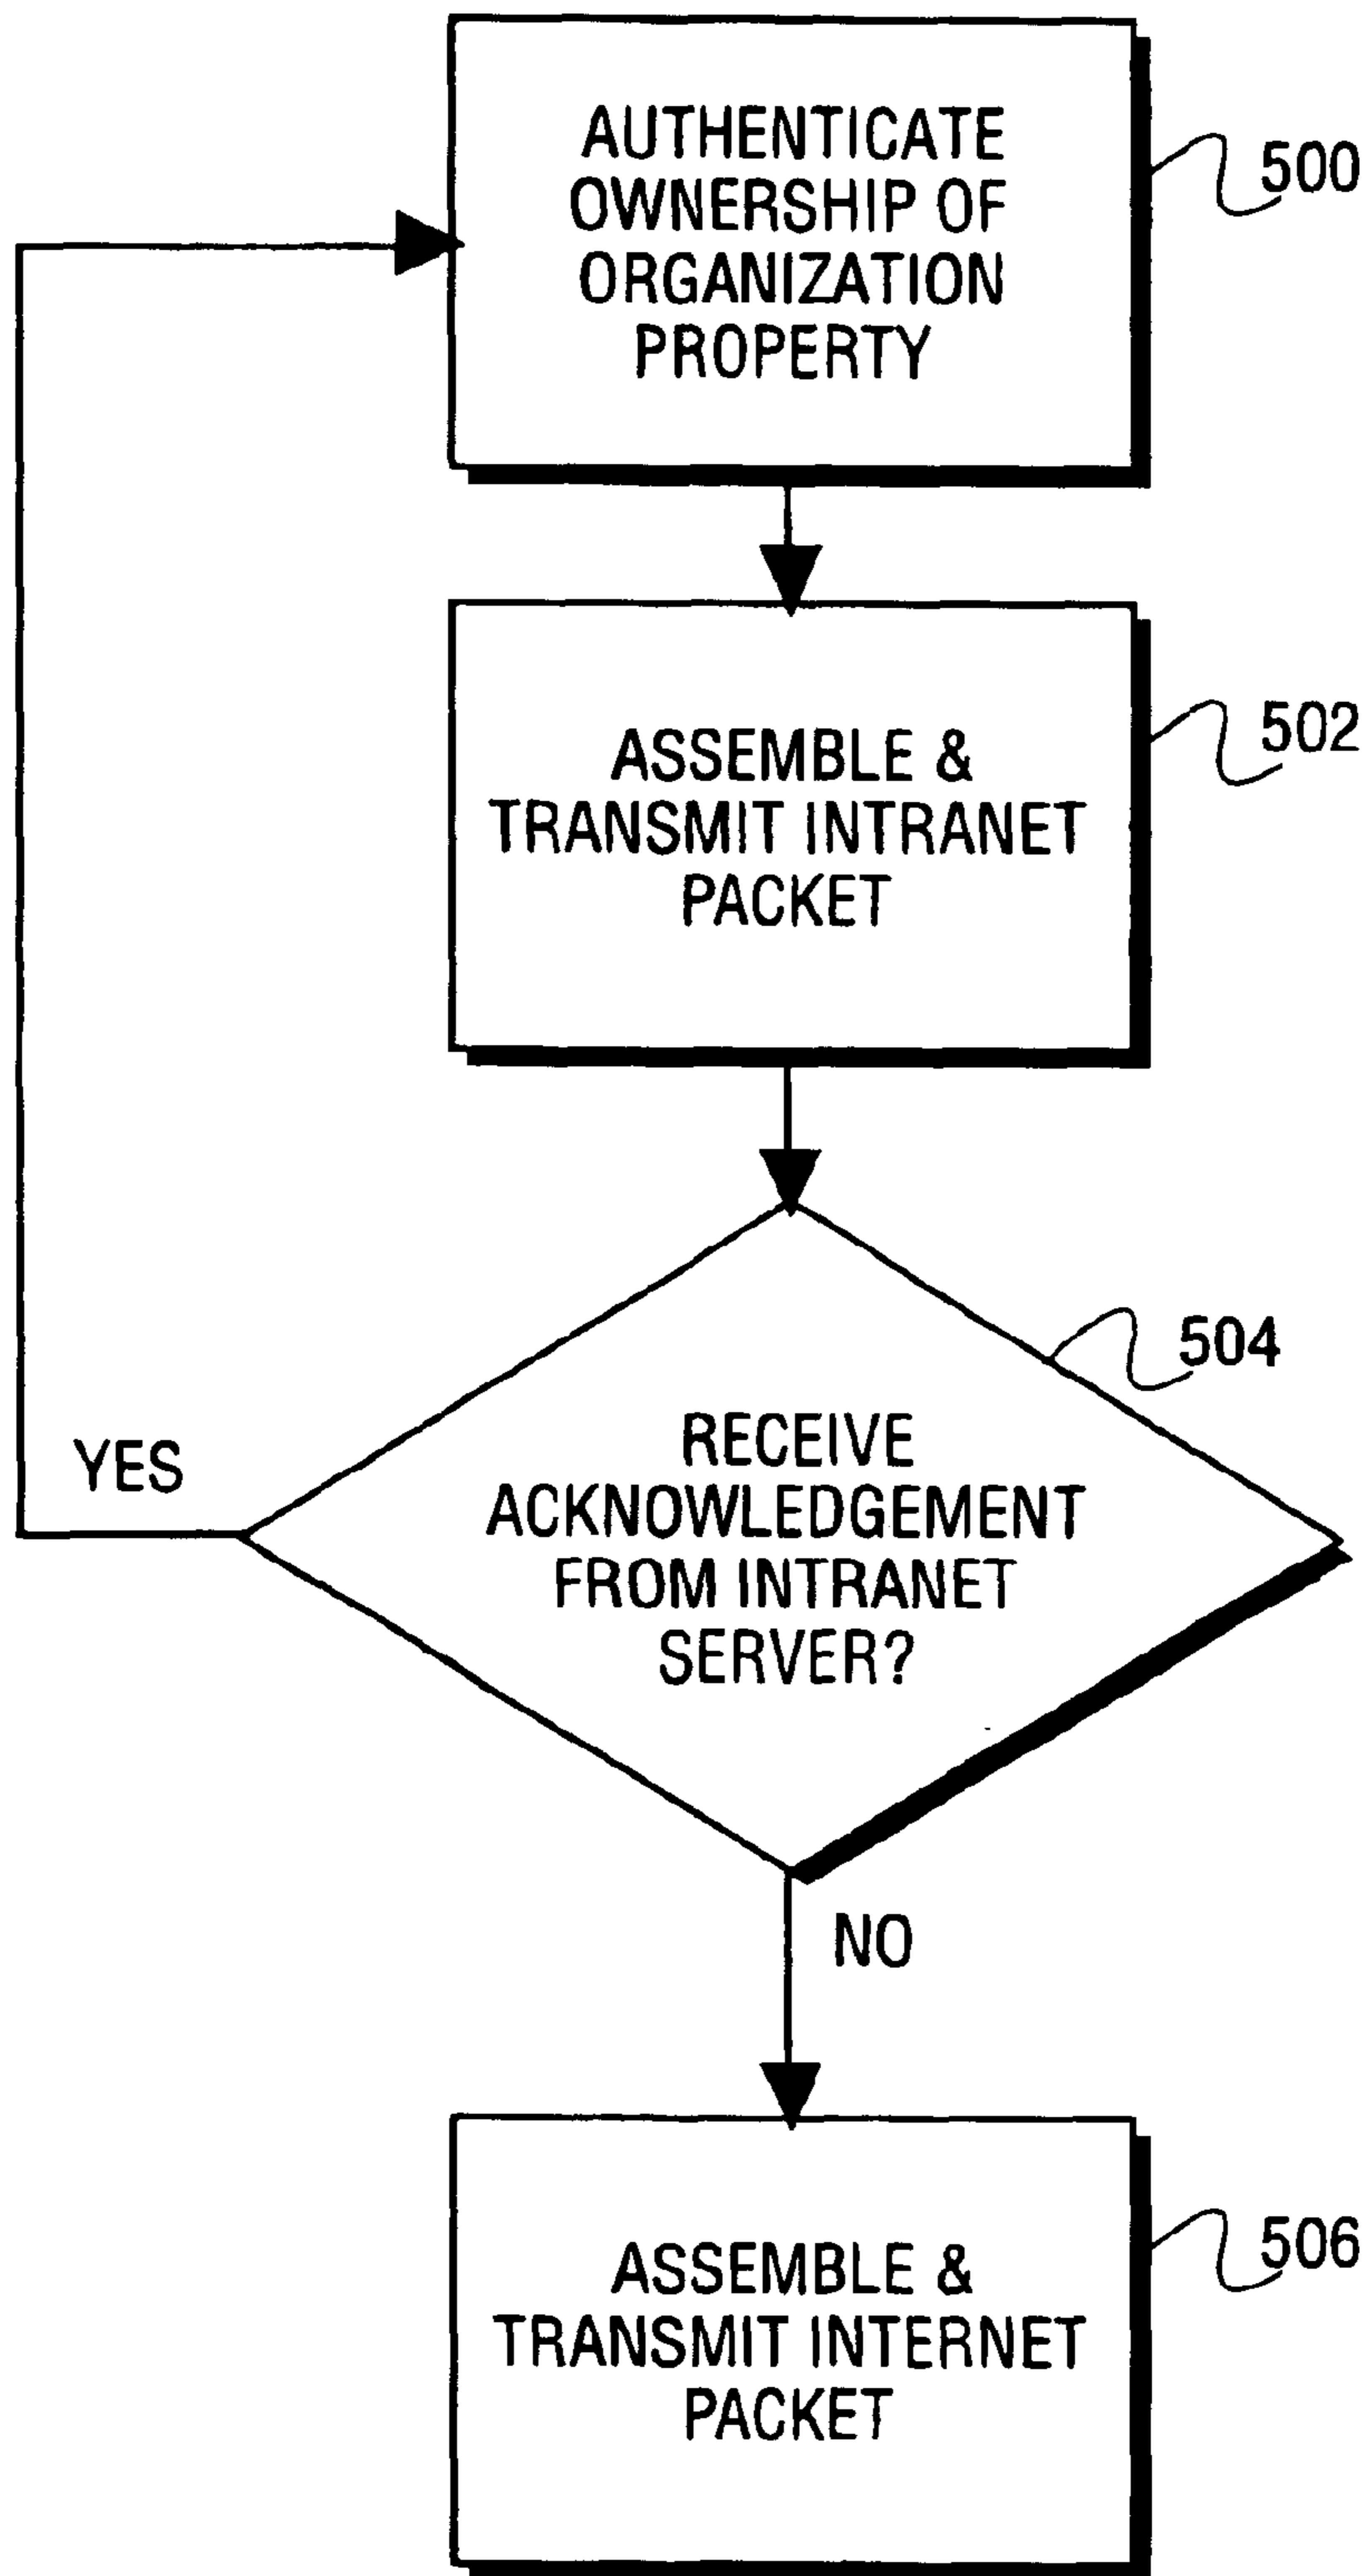 AUTHENTICATE
OWNERSHIP OF
ORGANIZATION
PROPERTY
500
ASSEMBLE &
TRANSMIT INTRANET
PACKET
502
504
RECEIVE
ACKNOWLEDGEMENT
FROM INTRANET
SERVER?
YES
NO
ASSEMBLE &
TRANSMIT INTERNET
PACKET
506